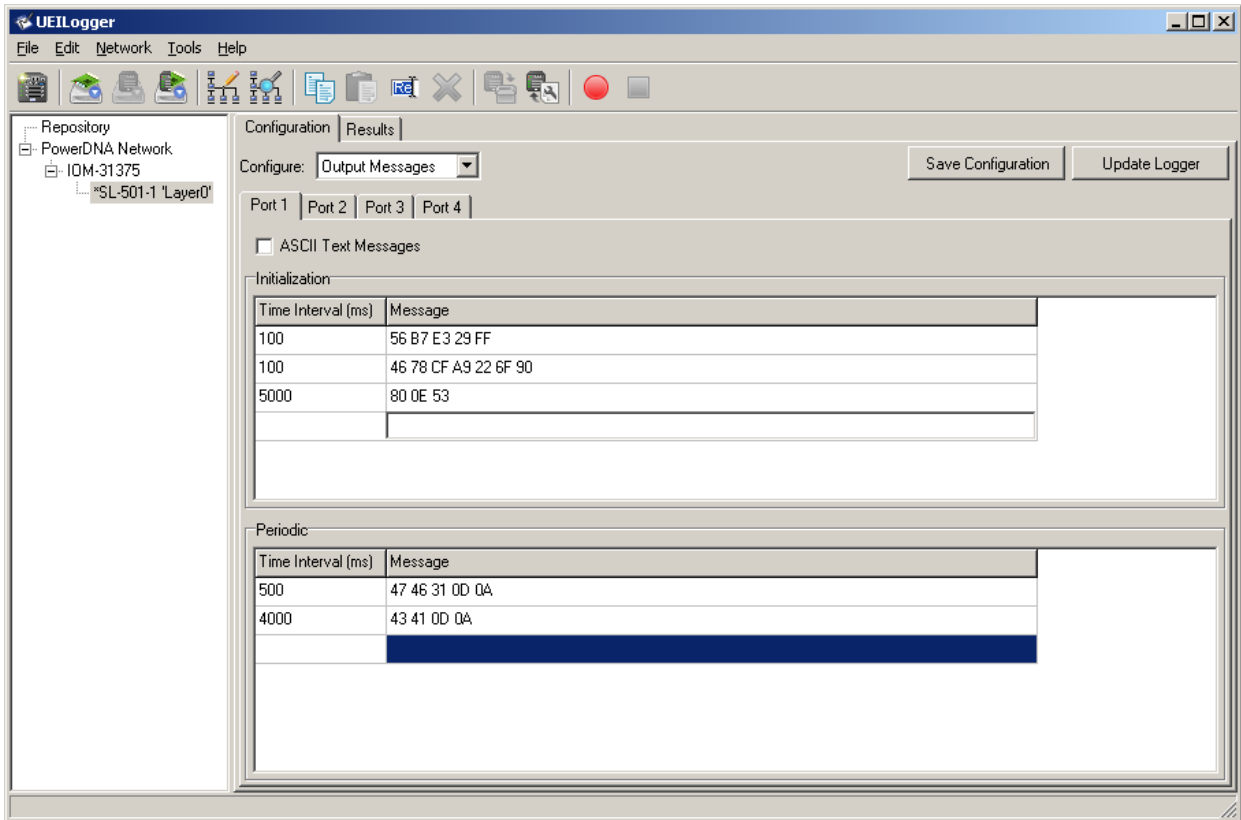 UEILogger
File Edit Network Tools Help
Repository
PowerDNA Network
IOM-31375
*SL-501-1 'Layer0'
Configuration Results
Configure: Output Messages Save Configuration Update Logger
Port 1 Port 2 Port 3 Port 4
ASCII Text Messages
Initialization
Time Interval (ms) Message
100 56 B7 E3 29 FF
100 46 78 CF A9 22 6F 90
5000 80 0E 53
Periodic
Time Interval (ms) Message
500 47 46 31 0D 0A
4000 43 41 0D 0A